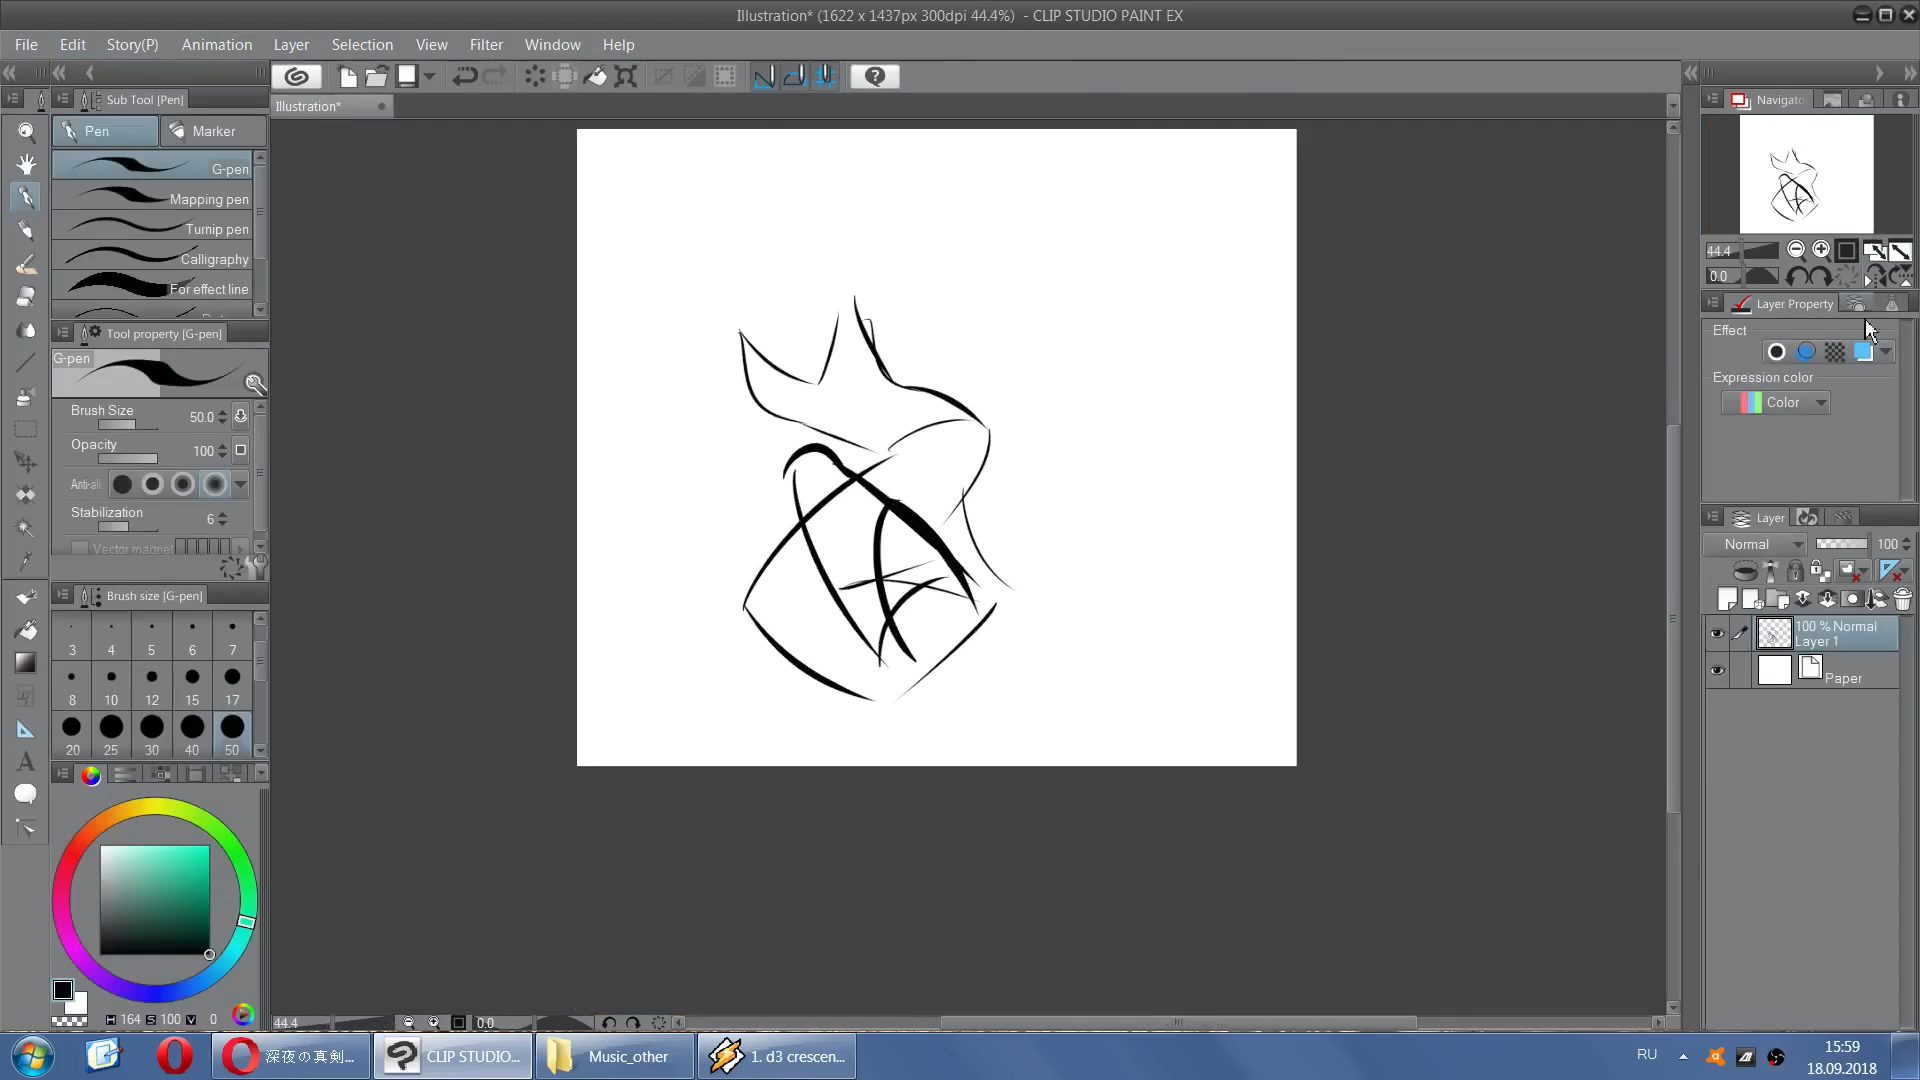 Illustration* (1622 x 1437px 300dpi 44.4%) - CLIP STUDIO PAINT EX
File Edit Story(P) Animation Layer Selection View Filter Window Help
Sub Tool [Pen]
Illustration*
Navigato
Pen Marker
G-pen
Mapping pen
Turnip pen
Calligraphy
For effect line
44.4
0.0
Layer Property
Effect
Expression color
Color
Tool property [G-pen]
G-pen
Brush Size 50.0
Opacity 100
Anti-ali
Stabilization 6
Vector magnet
Layer
Normal 100
100 % Normal
Layer 1
Paper
Brush size [G-pen]
3 4 5 6 7
8 10 12 15 17
20 25 30 40 50
H 164 S 100 V 0
44.4 0.0
深夜の真剣...
CLIP STUDIO...
Music_other
1. d3 crescen...
RU
15:59
18.09.2018